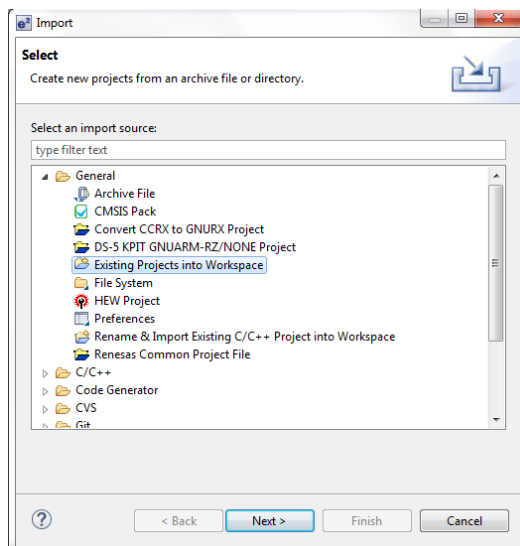 e² Import
Select
Create new projects from an archive file or directory.
Select an import source:
type filter text
General
Archive File
CMSIS Pack
Convert CCRX to GNURX Project
DS-5 KPIT GNUARM-RZ/NONE Project
Existing Projects into Workspace
File System
HEW Project
Preferences
Rename & Import Existing C/C++ Project into Workspace
Renesas Common Project File
C/C++
Code Generator
CVS
Git
? < Back Next > Finish Cancel